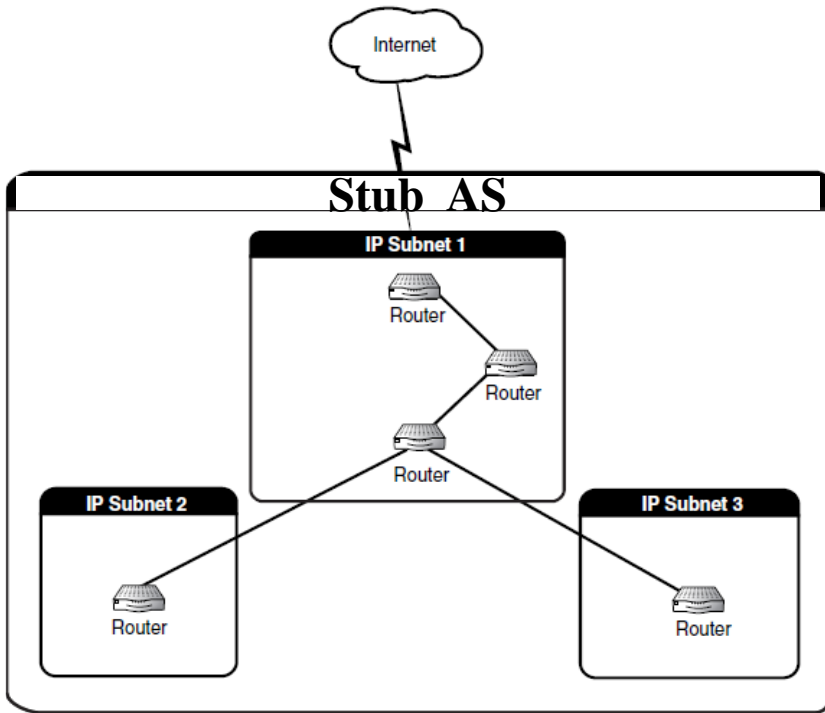 Internet
Stub AS
IP Subnet 1
Router
Router
Router
IP Subnet 2
IP Subnet 3
Router
Router